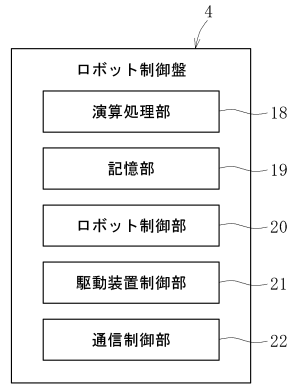 4
ロボット制御盤
演算処理部 18
記憶部 19
ロボット制御部 20
駆動装置制御部 21
通信制御部 22